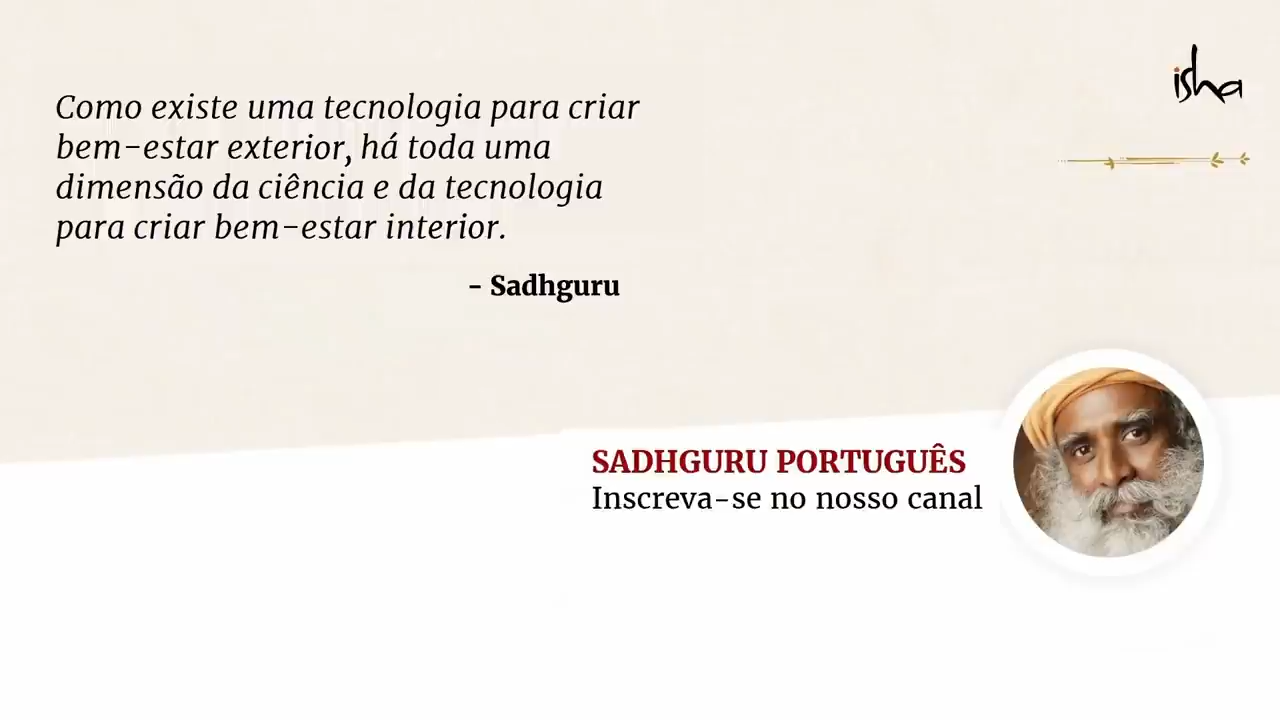 isha
Como existe uma tecnologia para criar
bem-estar exterior, há toda uma
dimensão da ciência e da tecnologia
para criar bem-estar interior.
- Sadhguru
SADHGURU PORTUGUÊS
Inscreva-se no nosso canal